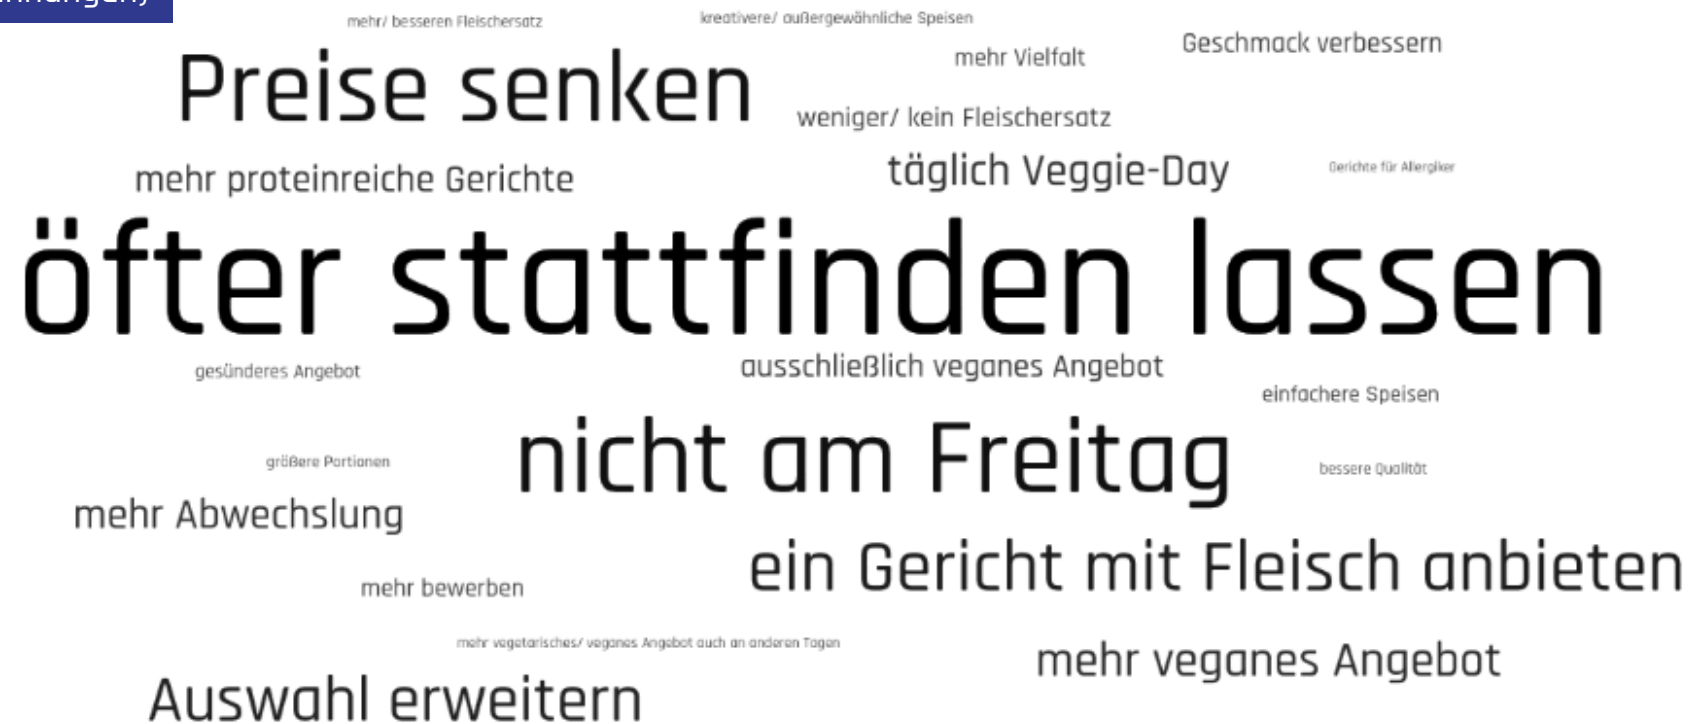 mehr/ besseren Fleischersatz
kreativere/ außergewöhnliche Speisen
Geschmack verbessern
mehr Vielfalt
Preise senken
weniger/ kein Fleischersatz
täglich Veggie-Day
Gerichte für Allergiker
mehr proteinreiche Gerichte
öfter stattfinden lassen
gesünderes Angebot
ausschließlich veganes Angebot
einfachere Speisen
nicht am Freitag
größere Portionen
bessere Qualität
mehr Abwechslung
ein Gericht mit Fleisch anbieten
mehr bewerben
mehr vegetarisches/ veganes Angebot auch an anderen Tagen
mehr veganes Angebot
Auswahl erweitern